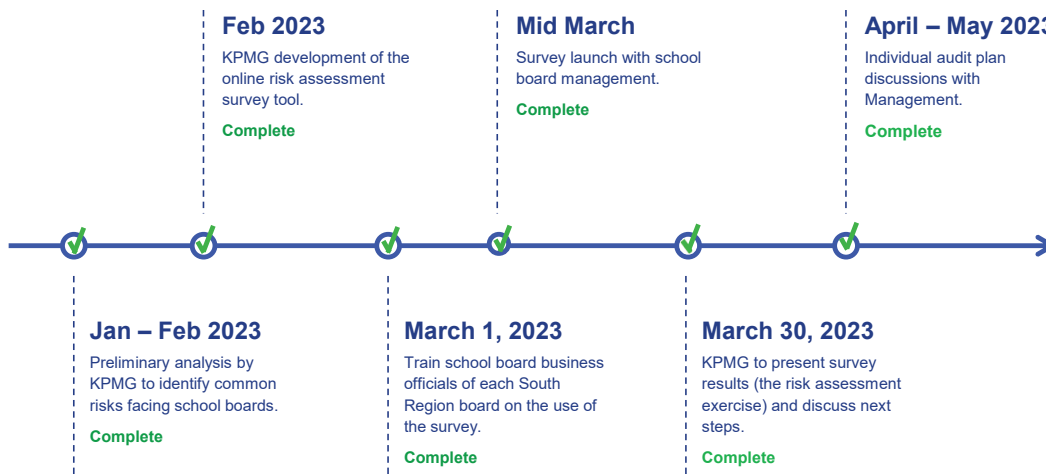 Feb 2023
KPMG development of the
online risk assessment
survey tool.
Complete
Mid March
Survey launch with school
board management.
Complete
April – May 2023
Individual audit plan
discussions with
Management.
Complete
Jan – Feb 2023
Preliminary analysis by
KPMG to identify common
risks facing school boards.
Complete
March 1, 2023
Train school board business
officials of each South
Region board on the use of
the survey.
Complete
March 30, 2023
KPMG to present survey
results (the risk assessment
exercise) and discuss next
steps.
Complete